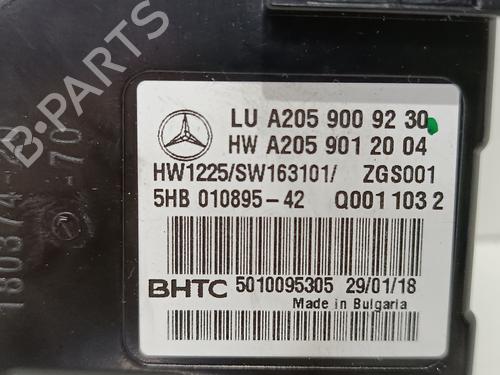 LU A205 900 92 30
HW A205 901 20 04
HW1225/SW163101/ ZGS001
5HB 010895-42 Q001 103 2
BHTC 5010095305 29/01/18
Made in Bulgaria
B-PARTS